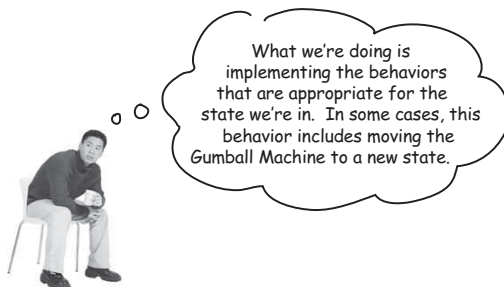 What we're doing is
implementing the behaviors
that are appropriate for the
state we're in. In some cases, this
behavior includes moving the
Gumball Machine to a new state.